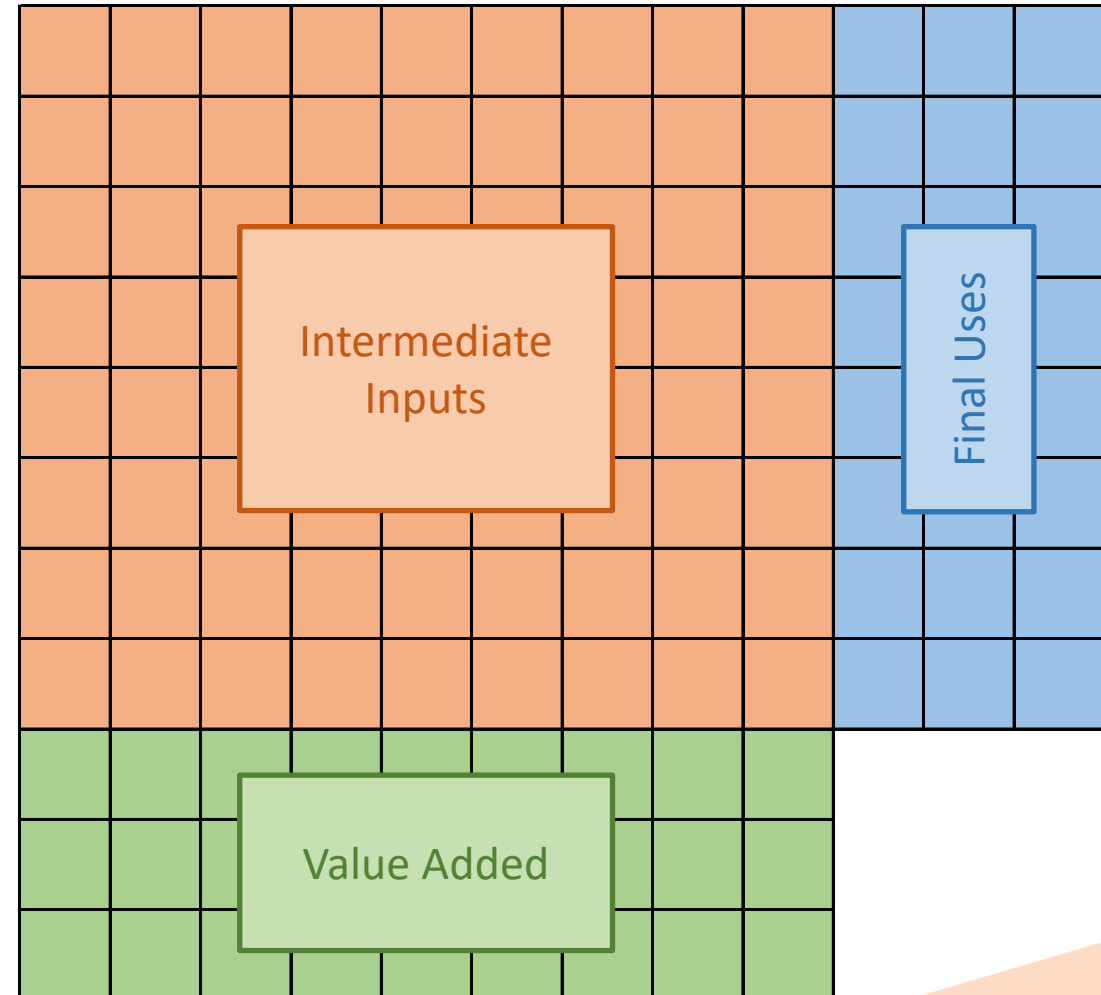 Intermediate
Inputs
Final Uses
Value Added